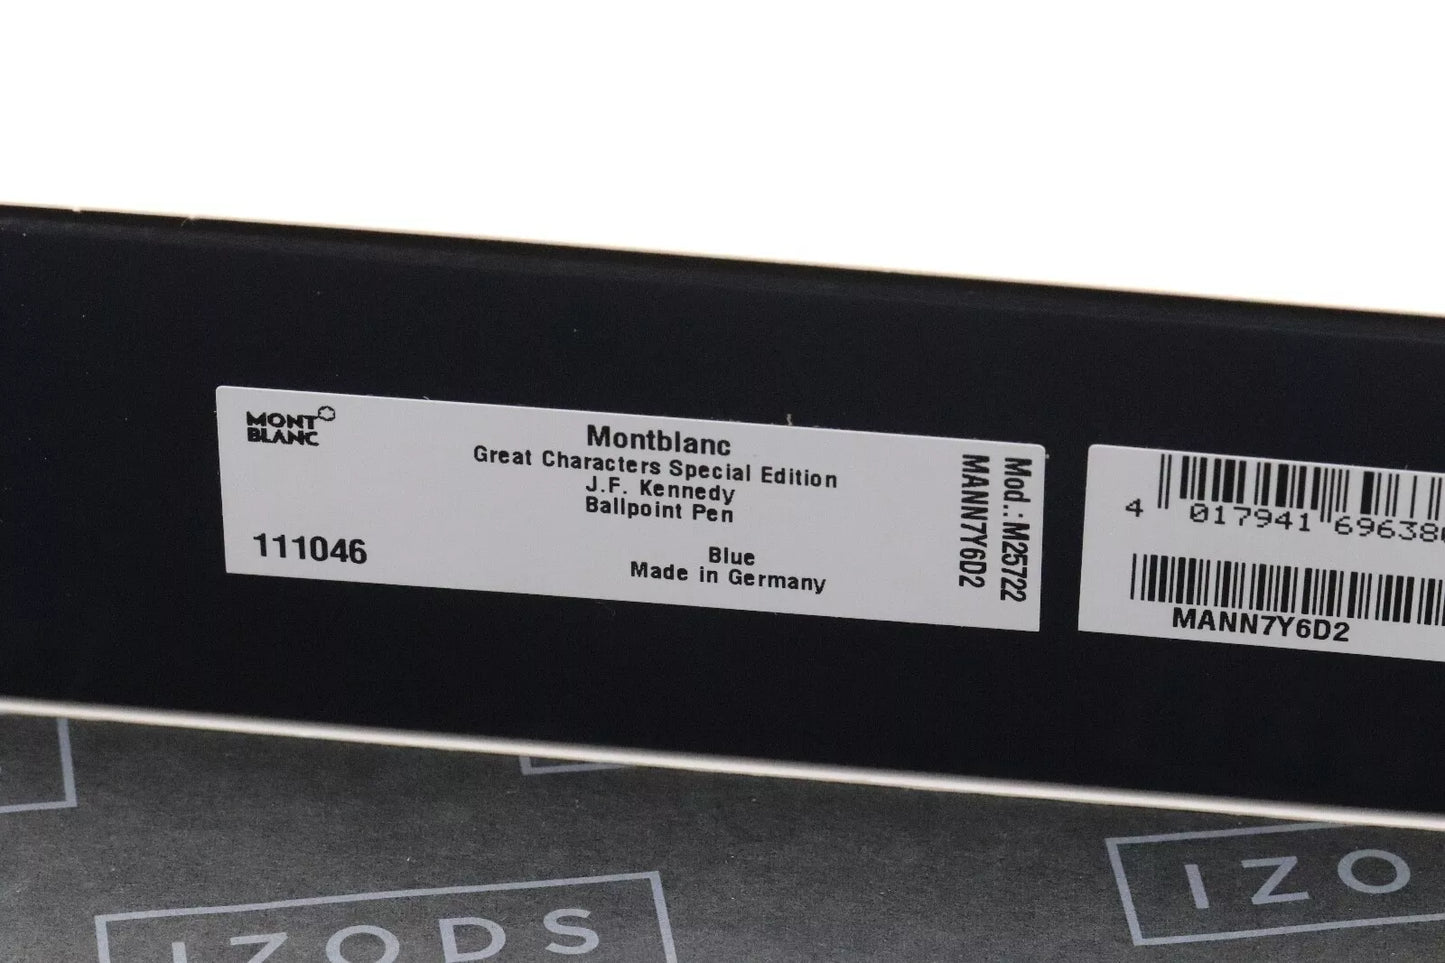 MONT
BLANC
Montblanc
Great Characters Special Edition
J.F. Kennedy
Ballpoint Pen
111046
Blue
Made in Germany
Mod.: M25722
MANN7Y6D2
4 017941 69638
MANN7Y6D2
IZODS
IZO
S